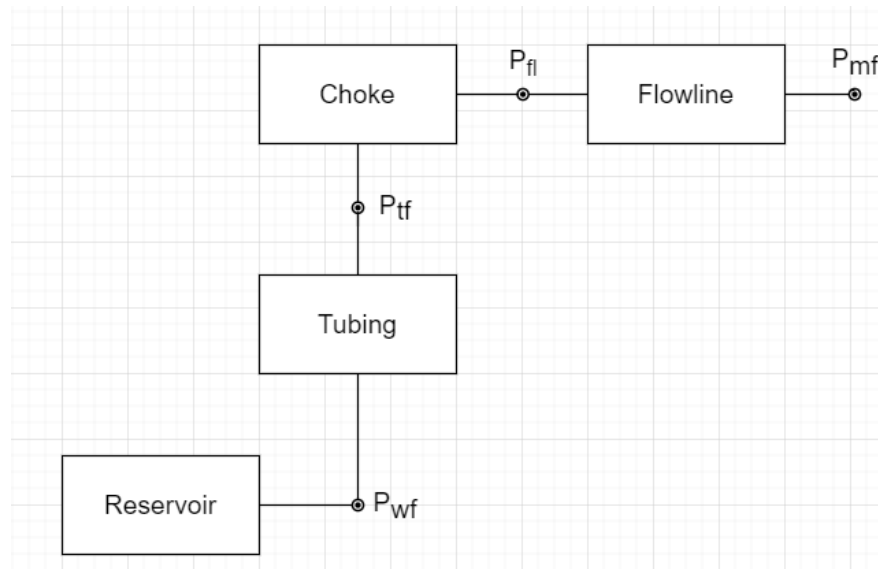 P_fl
P_mf
Choke
Flowline
P_tf
Tubing
Reservoir
P_wf